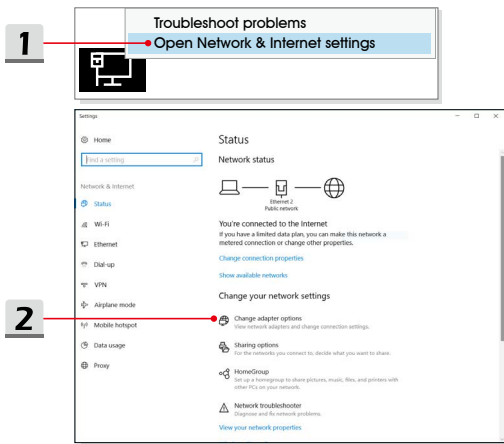 1
Troubleshoot problems
Open Network & Internet settings
Settings
Home
Find a setting
Network & Internet
Status
Wi-Fi
Ethernet
Dial-up
VPN
Airplane mode
Mobile hotspot
Data usage
Proxy
Status
Network status
Ethernet 2
Public network
You're connected to the Internet
If you have a limited data plan, you can make this network a
metered connection or change other properties.
Change connection properties
Show available networks
Change your network settings
2
Change adapter options
View network adapters and change connection settings.
Sharing options
For the networks you connect to, decide what you want to share.
HomeGroup
Set up a homegroup to share pictures, music, files, and printers with
other PCs on your network.
Network troubleshooter
Diagnose and fix network problems.
View your network properties